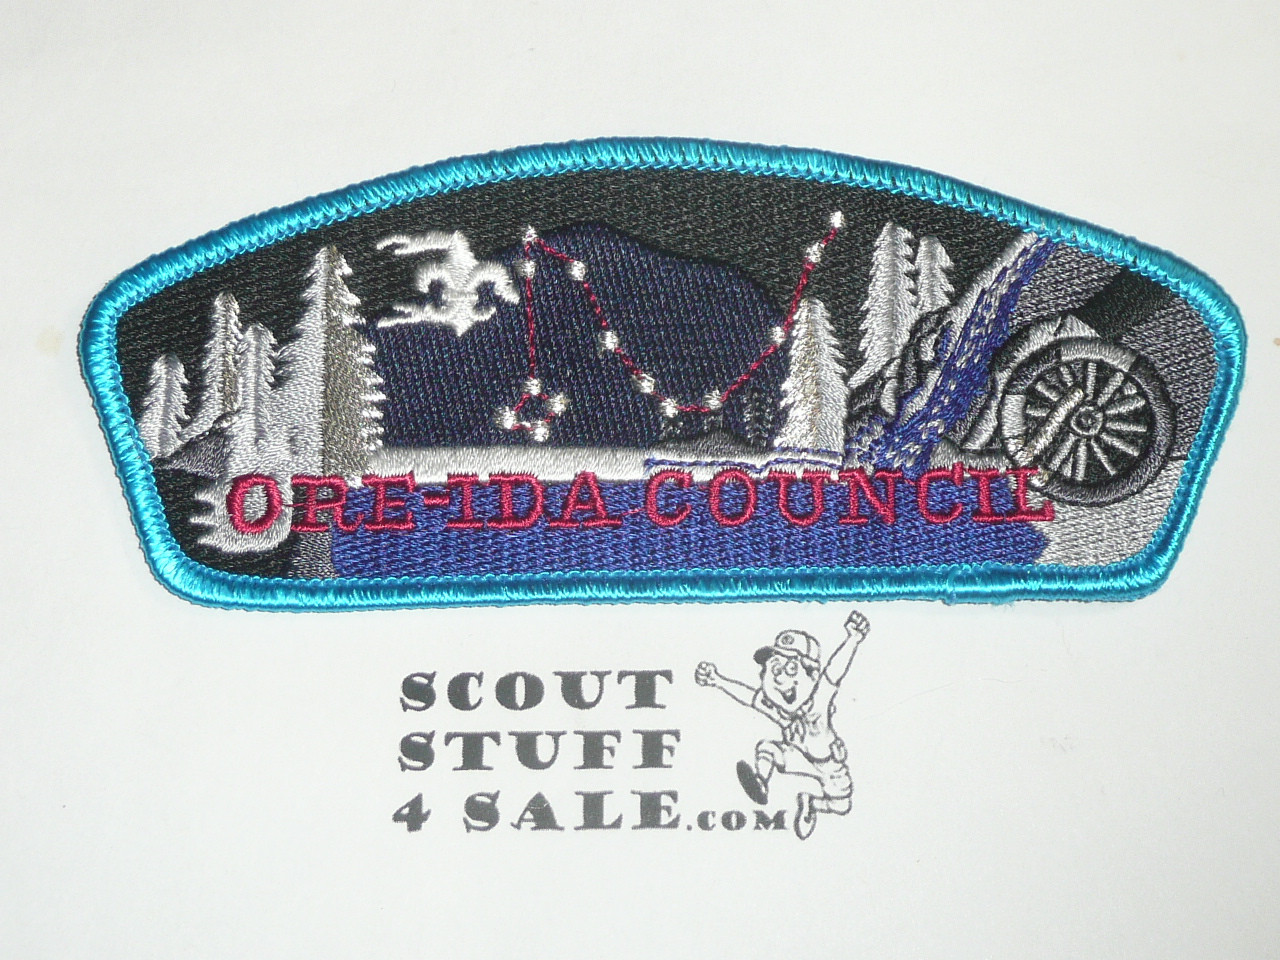 ORE-IDA COUNCIL
SCOUT
STUFF
4 SALE.COM